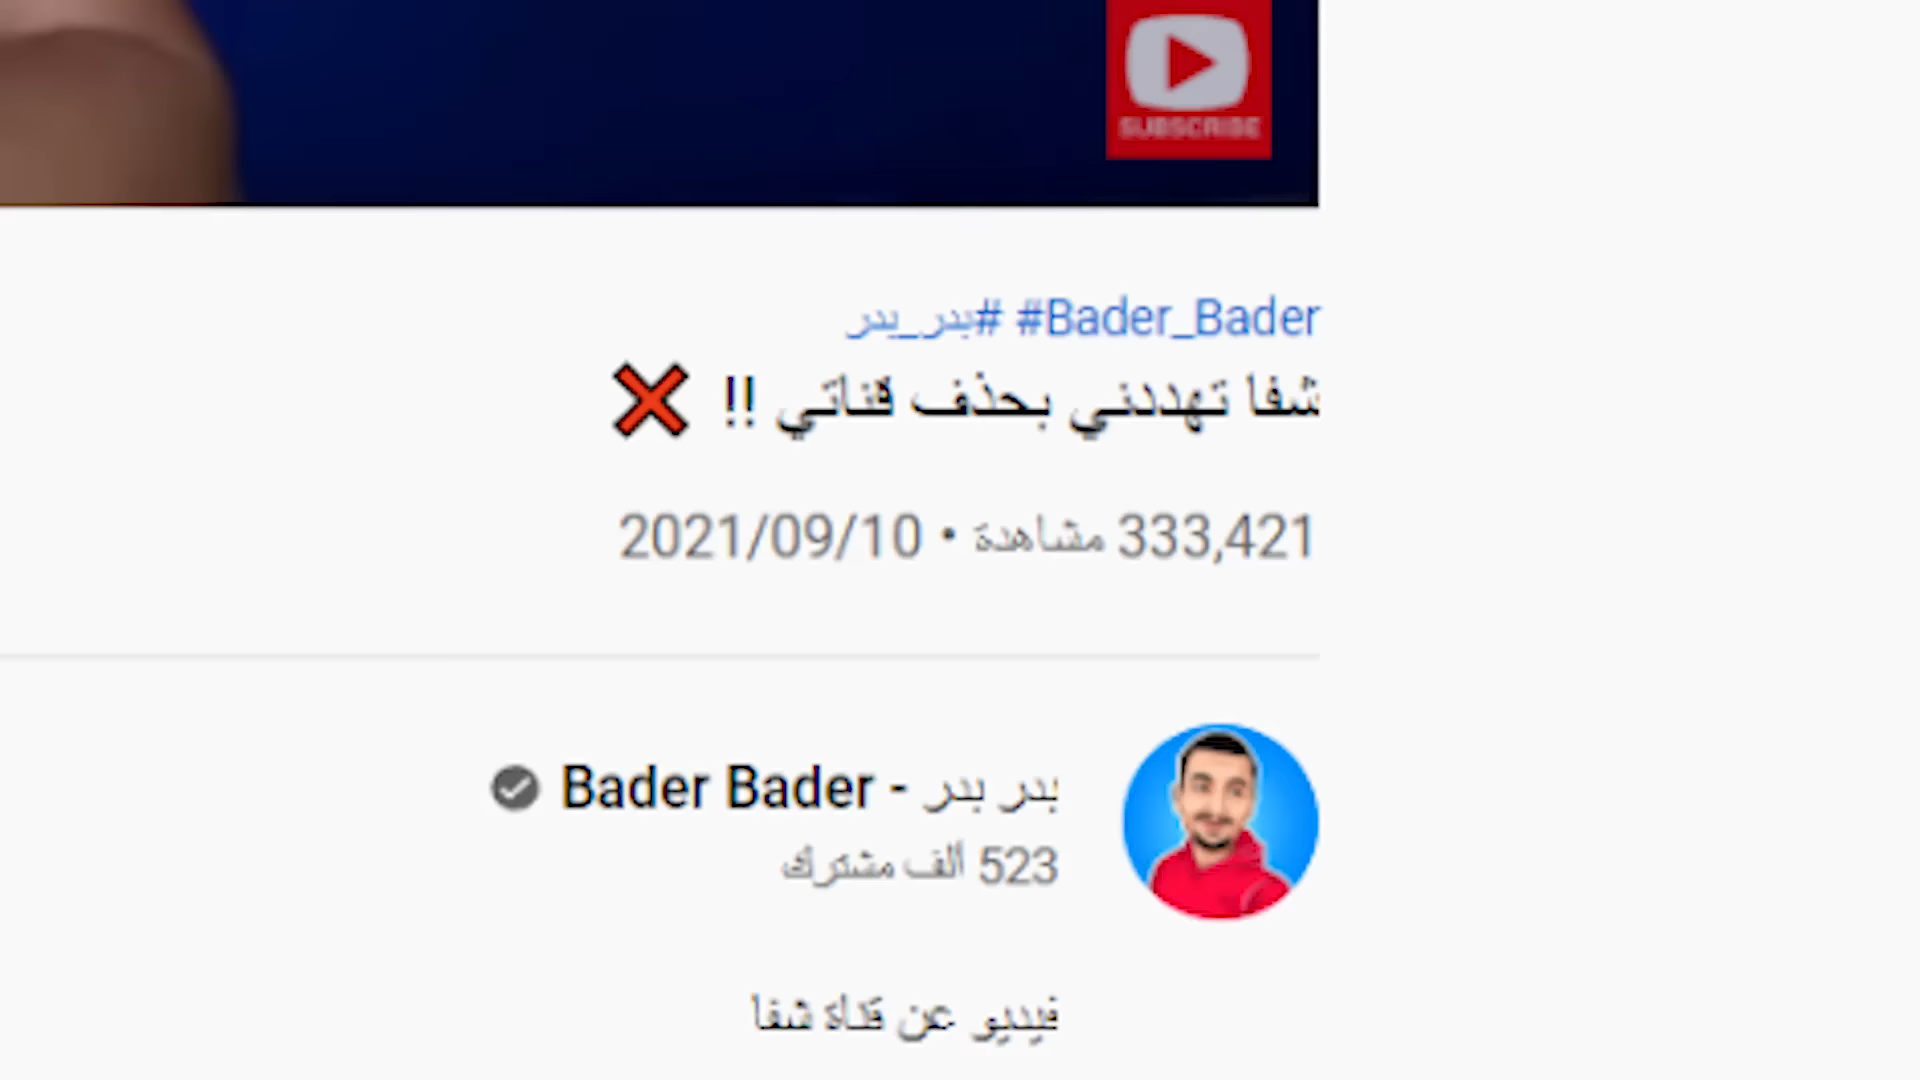 SUBSCRIBE
#Bader_Bader #بدر_بدر
شفا تهددني بحذف قناتي !! ❌
333,421 مشاهدة • 2021/09/10
بدر بدر - Bader Bader
523 ألف مشترك
فيديو عن قناة شفا